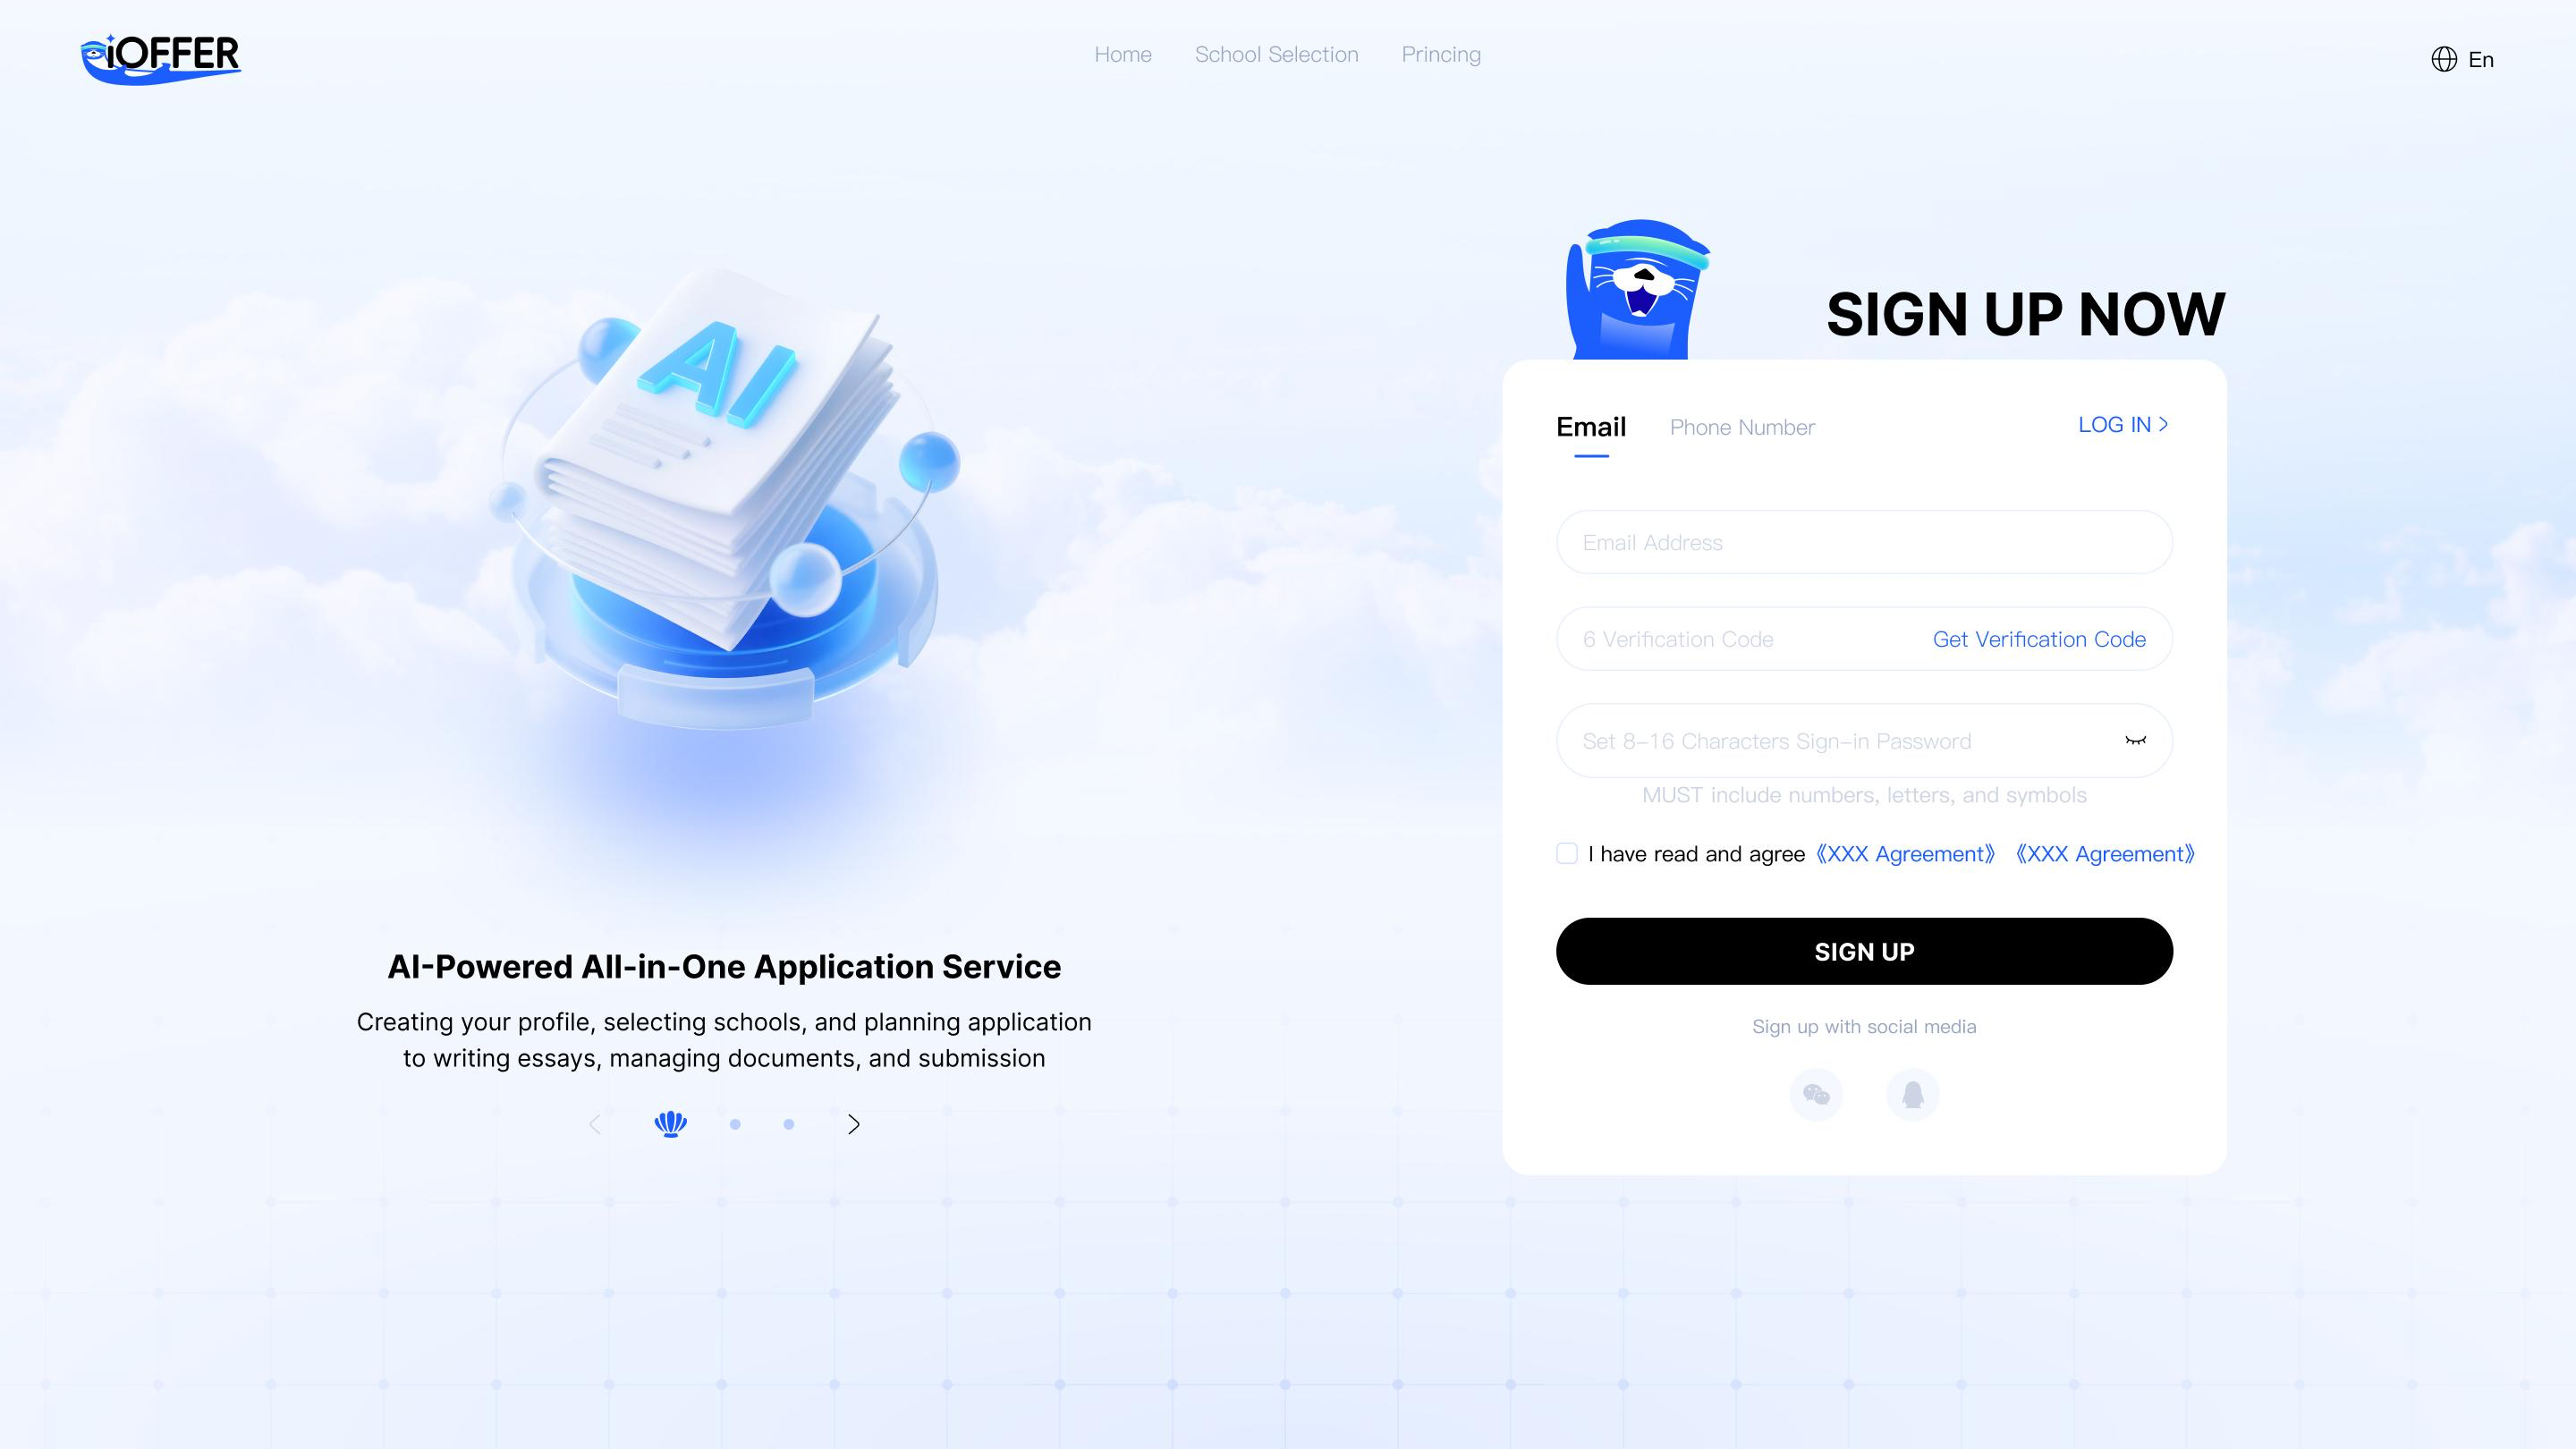 iOFFER
Home School Selection Princing
En
AI
SIGN UP NOW
Email Phone Number LOG IN >
Email Address
6 Verification Code Get Verification Code
Set 8-16 Characters Sign-in Password
MUST include numbers, letters, and symbols
I have read and agree 《XXX Agreement》 《XXX Agreement》
SIGN UP
Sign up with social media
AI-Powered All-in-One Application Service
Creating your profile, selecting schools, and planning application
to writing essays, managing documents, and submission